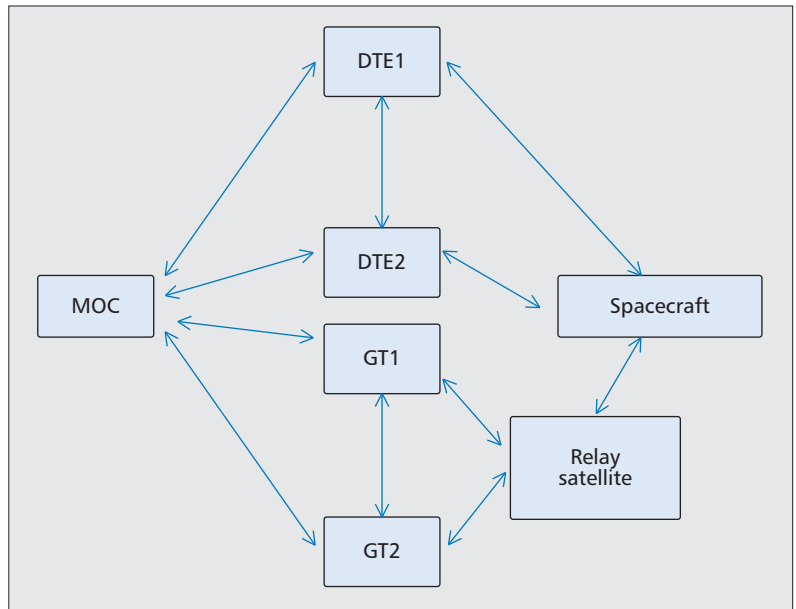 DTE1
DTE2
MOC
Spacecraft
GT1
Relay
satellite
GT2